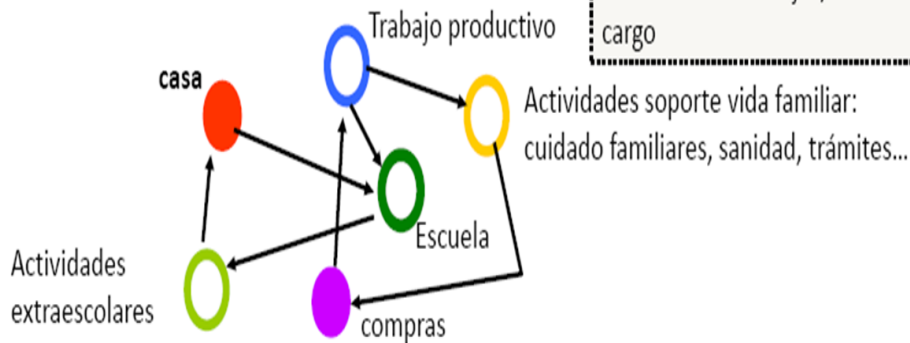 cargo
Trabajo productivo
casa
Actividades soporte vida familiar:
cuidado familiares, sanidad, trámites...
Escuela
Actividades
extraescolares
compras